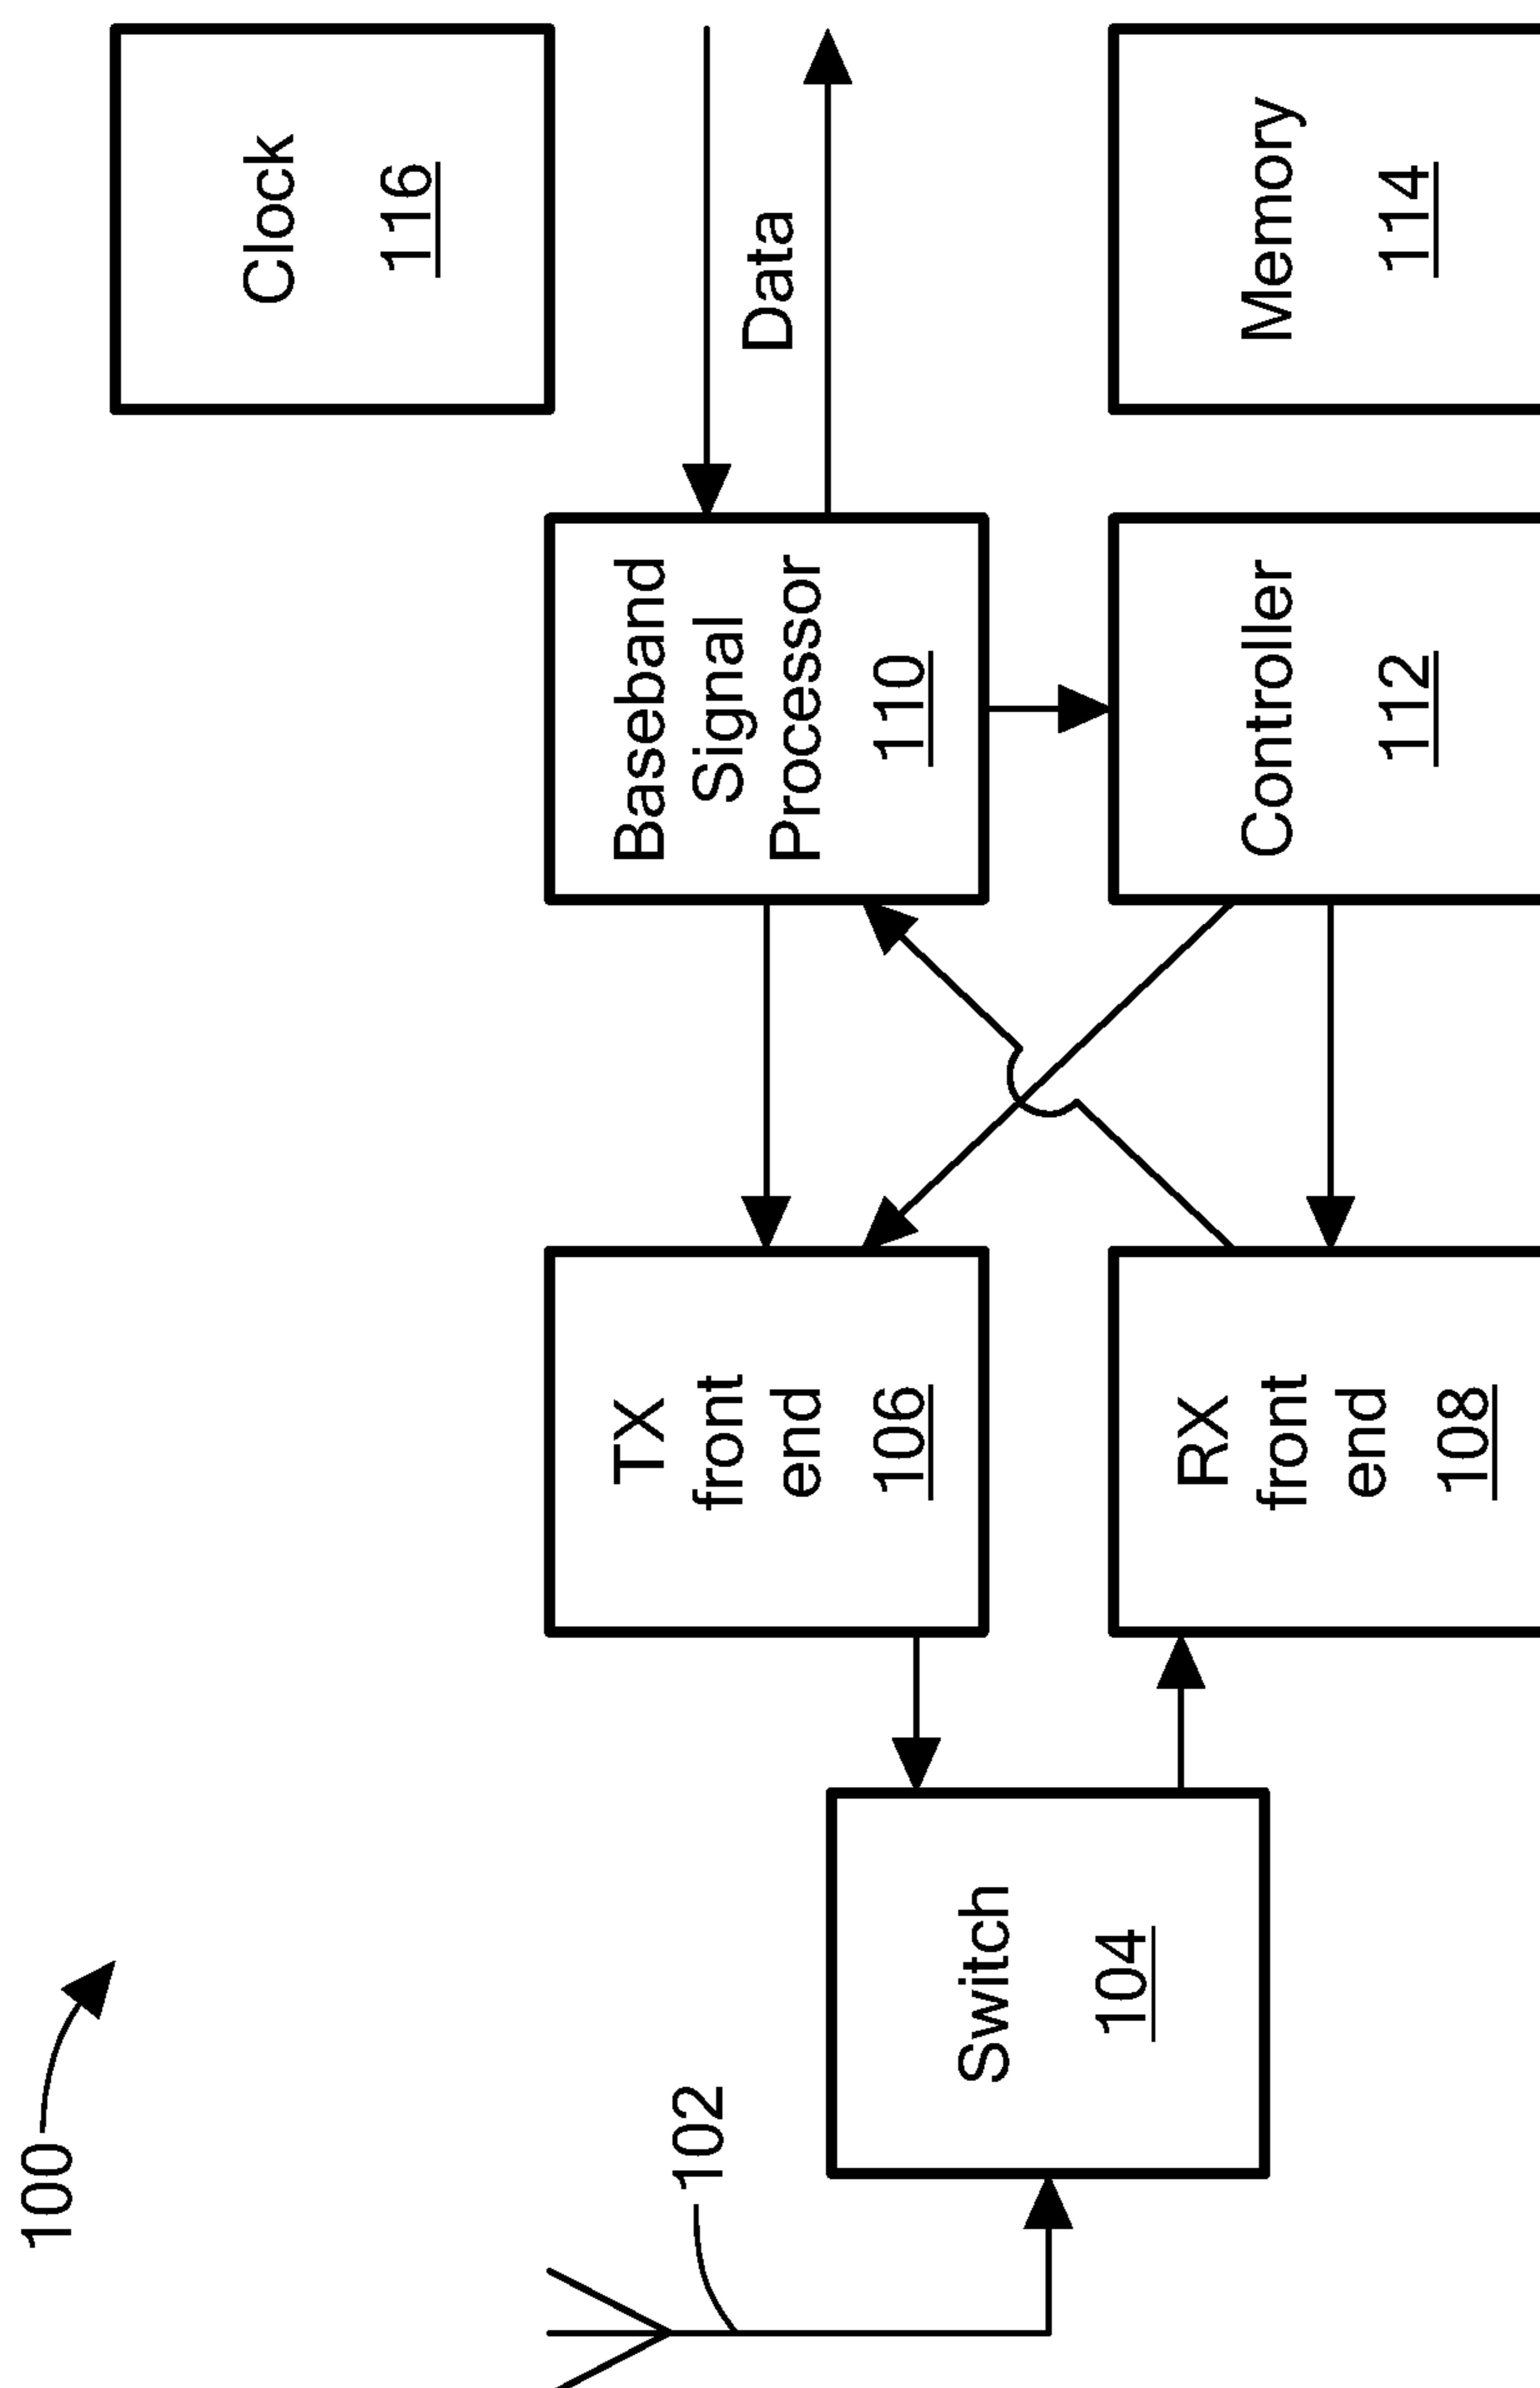 100
102
Switch
104
TX
front
end
106
RX
front
end
108
Baseband
Signal
Processor
110
Controller
112
Clock
116
Data
Memory
114